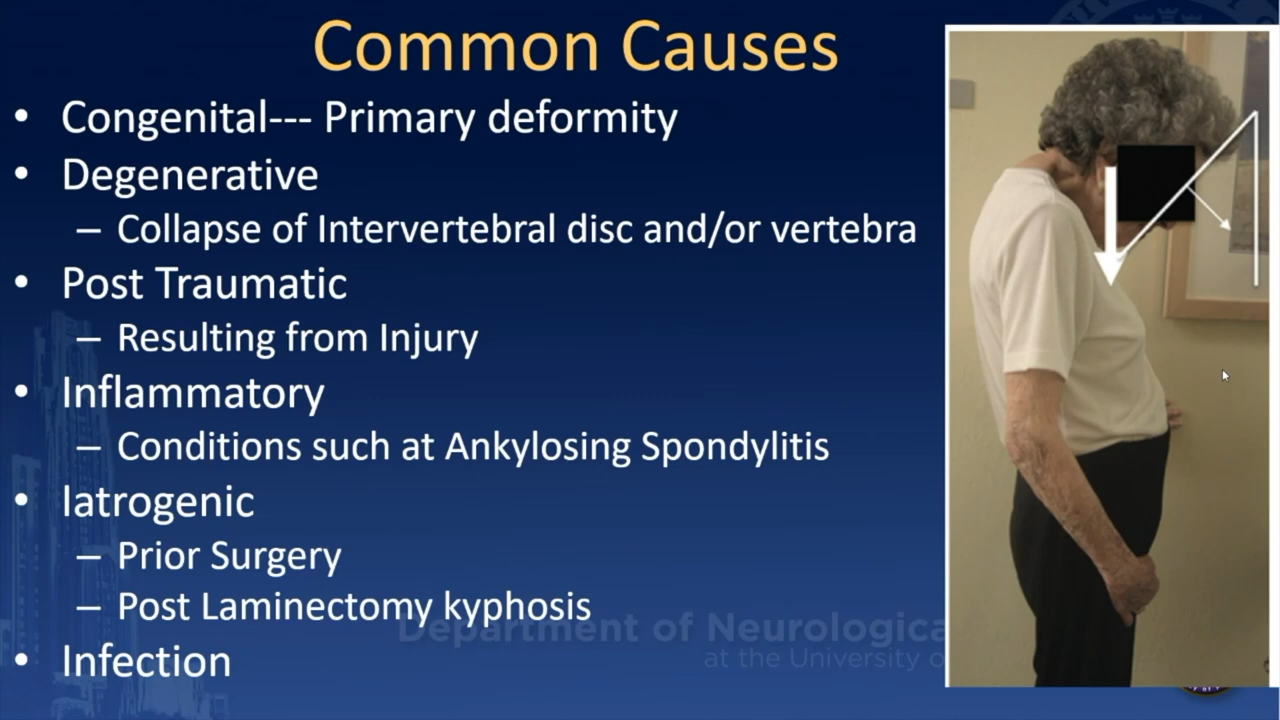 Common Causes
• Congenital--- Primary deformity
• Degenerative
– Collapse of Intervertebral disc and/or vertebra
• Post Traumatic
– Resulting from Injury
• Inflammatory
– Conditions such at Ankylosing Spondylitis
• Iatrogenic
– Prior Surgery
– Post Laminectomy kyphosis
Department of
at the University
• Infection